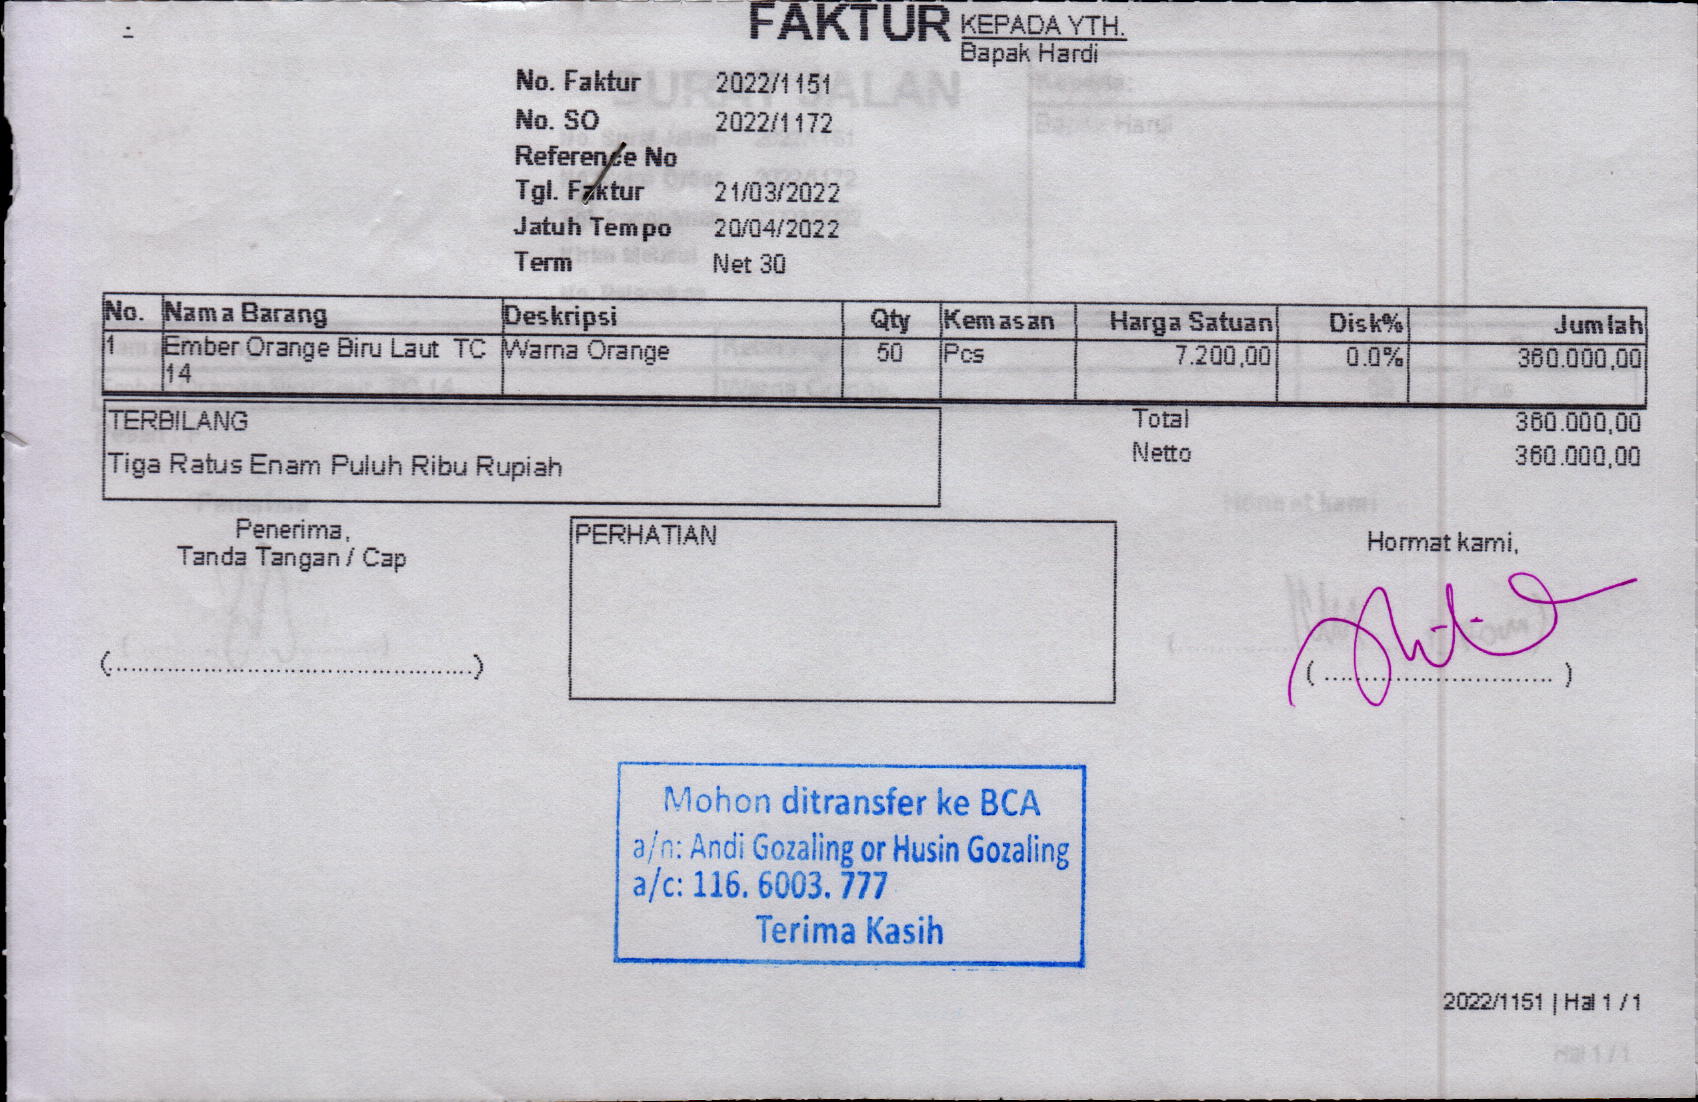 FAKTUR
KEPADA YTH.
Bapak Hardi
No. Faktur 2022/1151
No. SO 2022/1172
Reference No
Tgl. Faktur 21/03/2022
Jatuh Tempo 20/04/2022
Term Net 30
No. Nama Barang Deskripsi Qty Kemasan Harga Satuan Disk% Jumlah
1 Ember Orange Biru Laut TC Warna Orange 50 Pcs 7.200,00 0.0% 360.000,00
14
TERBILANG Total 360.000,00
Tiga Ratus Enam Puluh Ribu Rupiah Netto 360.000,00
Penerima, PERHATIAN Hormat kami,
Tanda Tangan / Cap
(..........................................) (............................)
Mohon ditransfer ke BCA
a/n: Andi Gozaling or Husin Gozaling
a/c: 116. 6003. 777
Terima Kasih
2022/1151 | Hal 1 / 1